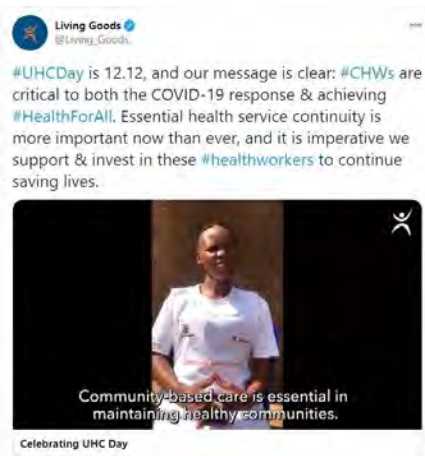 Living Goods
@Living_Goods
#UHCDay is 12.12, and our message is clear: #CHWs are
critical to both the COVID-19 response & achieving
#HealthForAll. Essential health service continuity is
more important now than ever, and it is imperative we
support & invest in these #healthworkers to continue
saving lives.
Community-based care is essential in
maintaining healthy communities.
Celebrating UHC Day